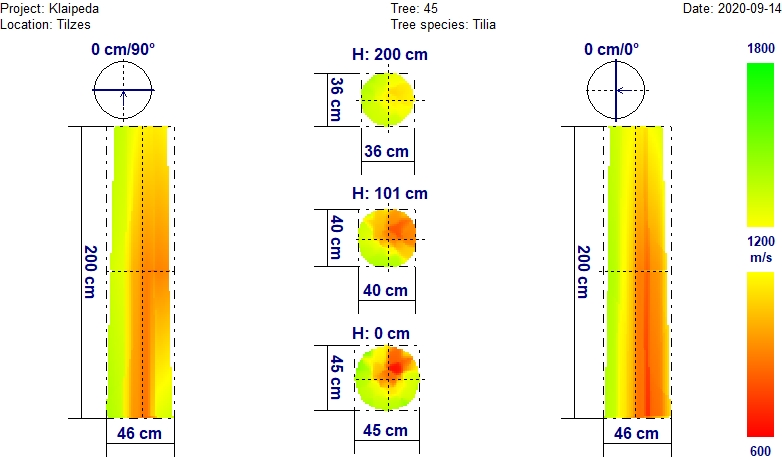 Project: Klaipeda
Tree: 45
Date: 2020-09-14
Location: Tilzes
Tree species: Tilia
0 cm/90°
H: 200 cm
0 cm/0°
1800
36 cm
36 cm
H: 101 cm
40 cm
200 cm
200 cm
1200
m/s
40 cm
H: 0 cm
45 cm
46 cm
45 cm
46 cm
600